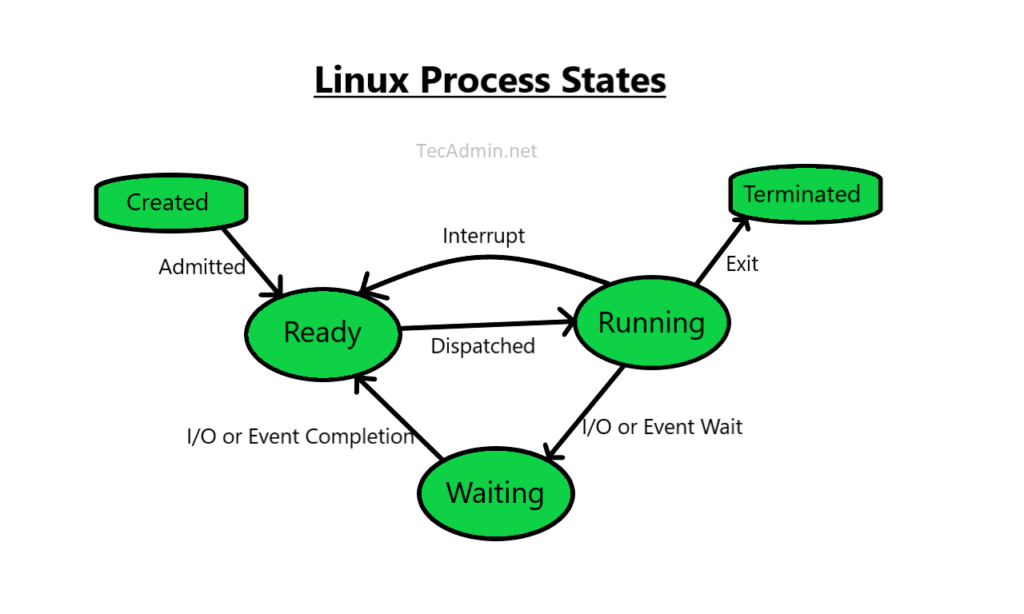 Linux Process States
TecAdmin.net
Created
Terminated
Interrupt
Admitted
Exit
Ready
Running
Dispatched
I/O or Event Completion
I/O or Event Wait
Waiting